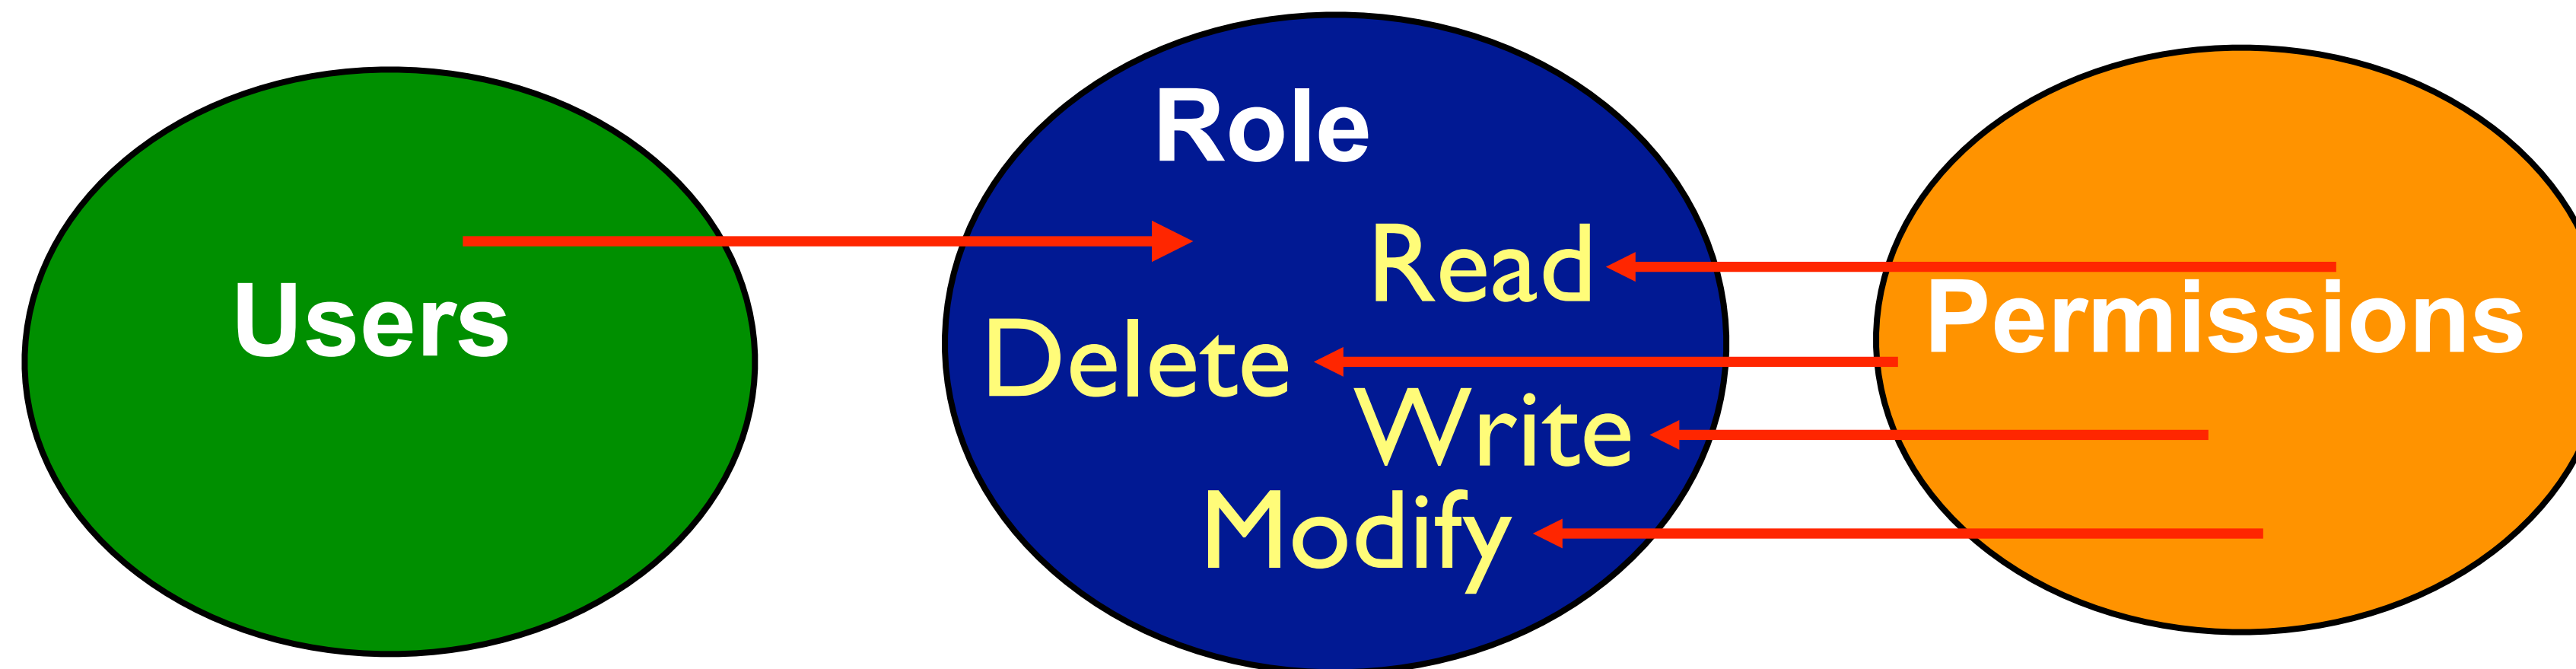 Users
Role
Read
Delete
Write
Modify
Permissions